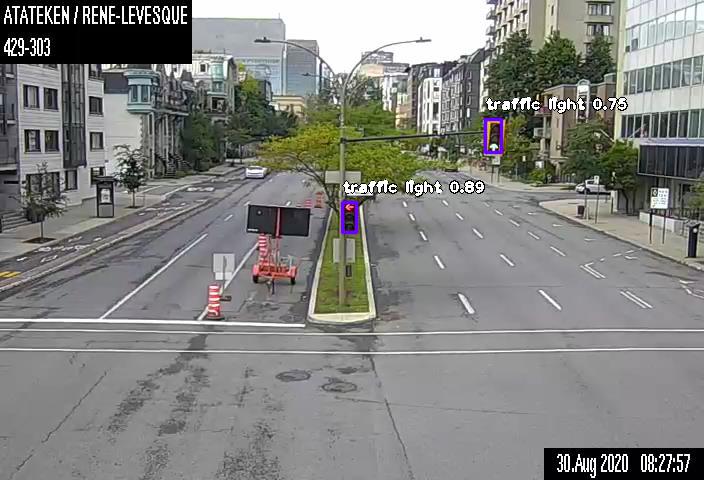 ATATEKEN / RENE-LEVESQUE
429-303
traffic light 0.75
traffic light 0.89
30.Aug 2020 08:27:57